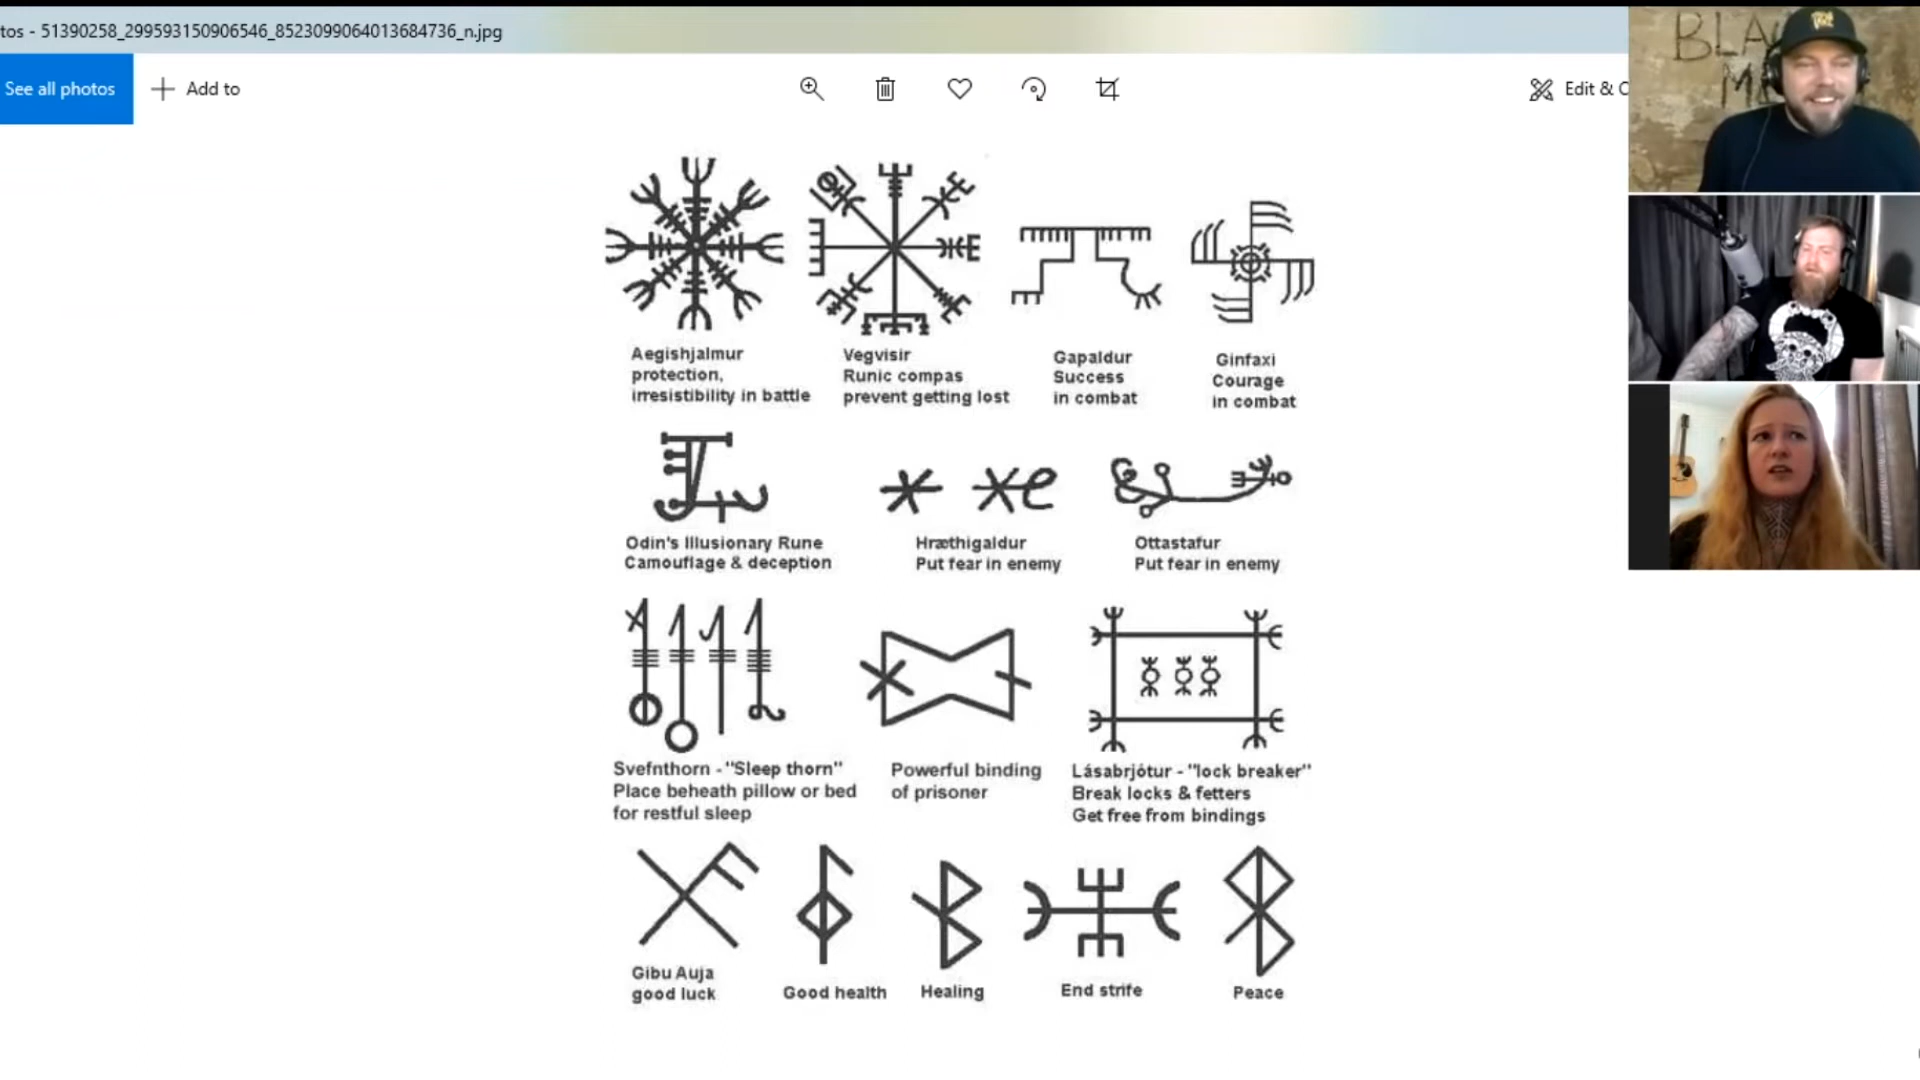 tos - 51390258_299593150906546_8523099064013684736_n.jpg
See all photos
Add to
Edit & C
BLA
Aegishjalmur
protection,
irresistibility in battle
Vegvisir
Runic compas
prevent getting lost
Gapaldur
Success
in combat
Ginfaxi
Courage
in combat
Odin's Illusionary Rune
Camouflage & deception
Hræthigaldur
Put fear in enemy
Ottastafur
Put fear in enemy
Svefnthorn - "Sleep thorn"
Place beheath pillow or bed
for restful sleep
Powerful binding
of prisoner
Lásabrjótur - "lock breaker"
Break locks & fetters
Get free from bindings
Gibu Auja
good luck
Good health
Healing
End strife
Peace